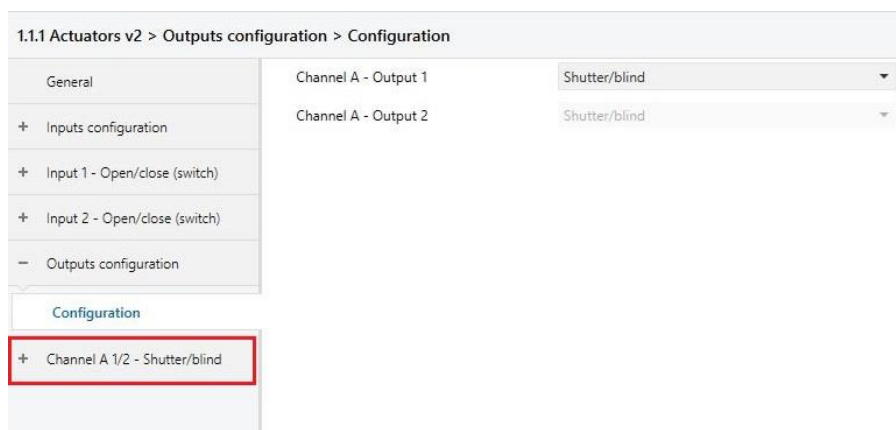 1.1.1 Actuators v2 > Outputs configuration > Configuration
General
Channel A - Output 1
Shutter/blind
Channel A - Output 2
Shutter/blind
+ Inputs configuration
+ Input 1 - Open/close (switch)
+ Input 2 - Open/close (switch)
− Outputs configuration
Configuration
+ Channel A 1/2 - Shutter/blind